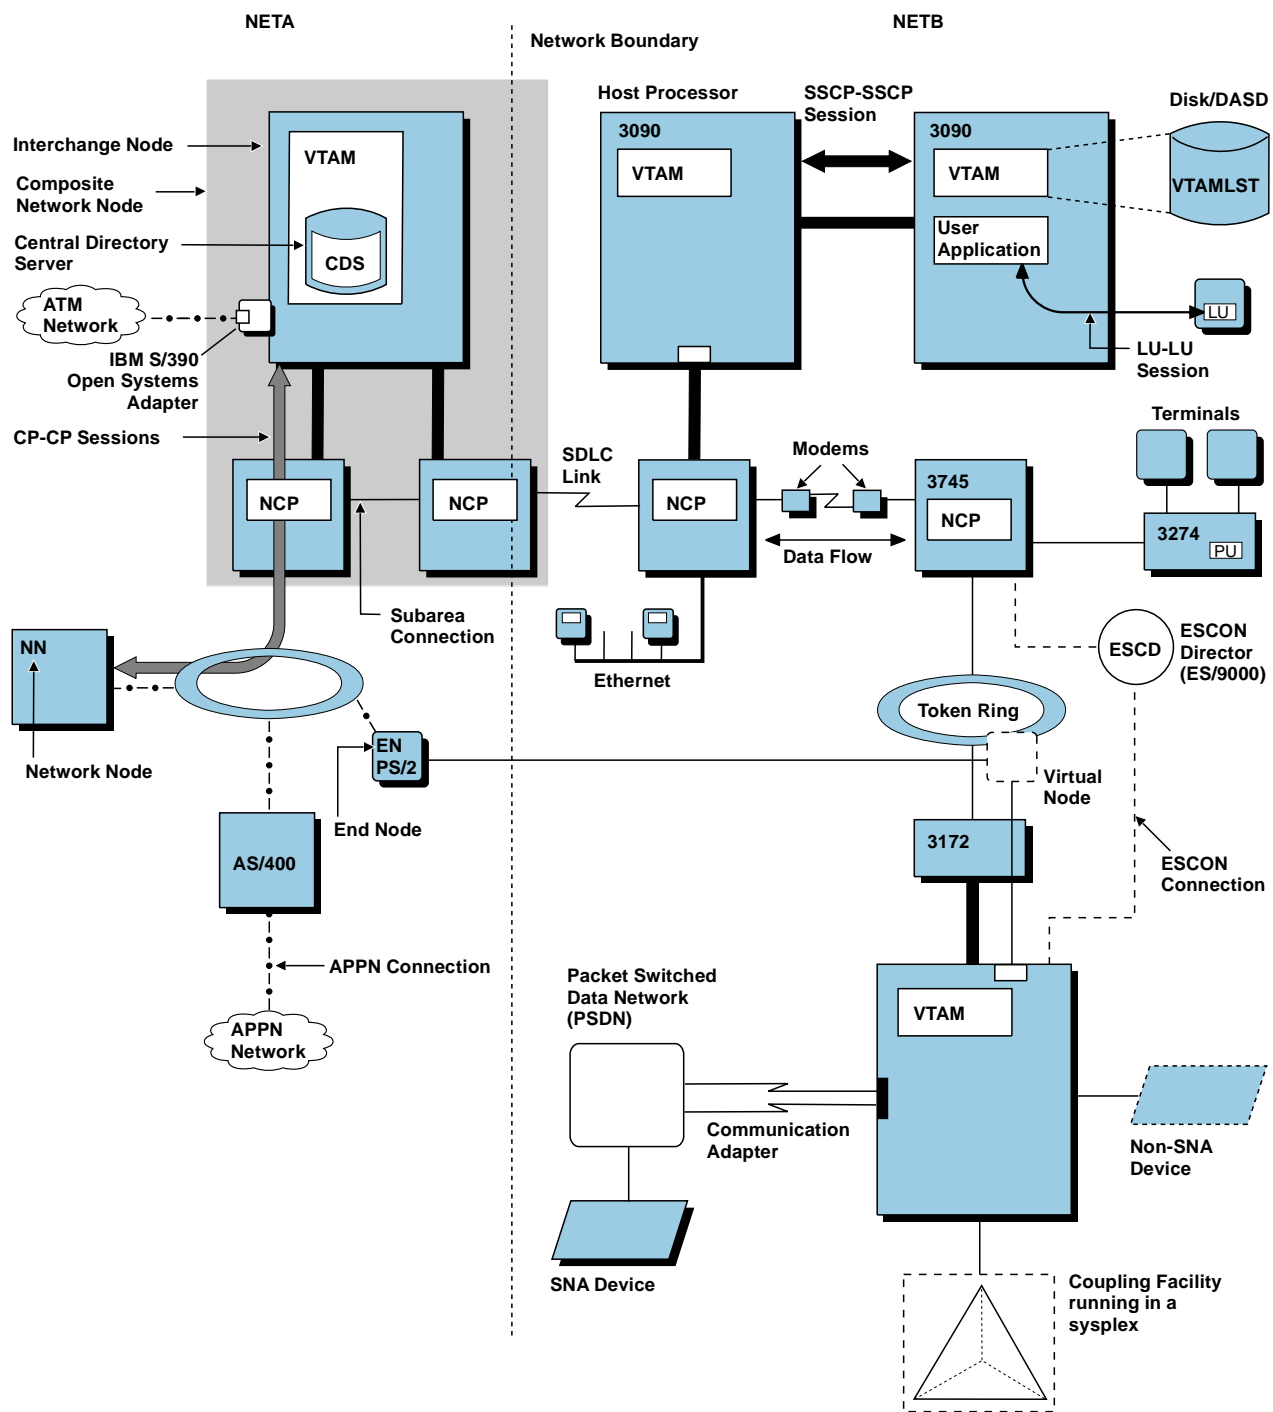 NETA
NETB
Network Boundary
Host Processor
SSCP-SSCP
Session
Disk/DASD
Interchange Node
VTAM
3090
VTAM
3090
VTAM
VTAMLST
Composite
Network Node
Central Directory
Server
CDS
User
Application
ATM
Network
LU
IBM S/390
Open Systems
Adapter
LU-LU
Session
CP-CP Sessions
Terminals
SDLC
Link
Modems
NCP
NCP
NCP
3745
NCP
3274
PU
Data Flow
Subarea
Connection
NN
Ethernet
ESCD
ESCON
Director
(ES/9000)
Token Ring
Network Node
EN
PS/2
Virtual
Node
End Node
AS/400
3172
ESCON
Connection
APPN Connection
Packet Switched
Data Network
(PSDN)
VTAM
APPN
Network
Communication
Adapter
Non-SNA
Device
SNA Device
Coupling Facility
running in a
sysplex